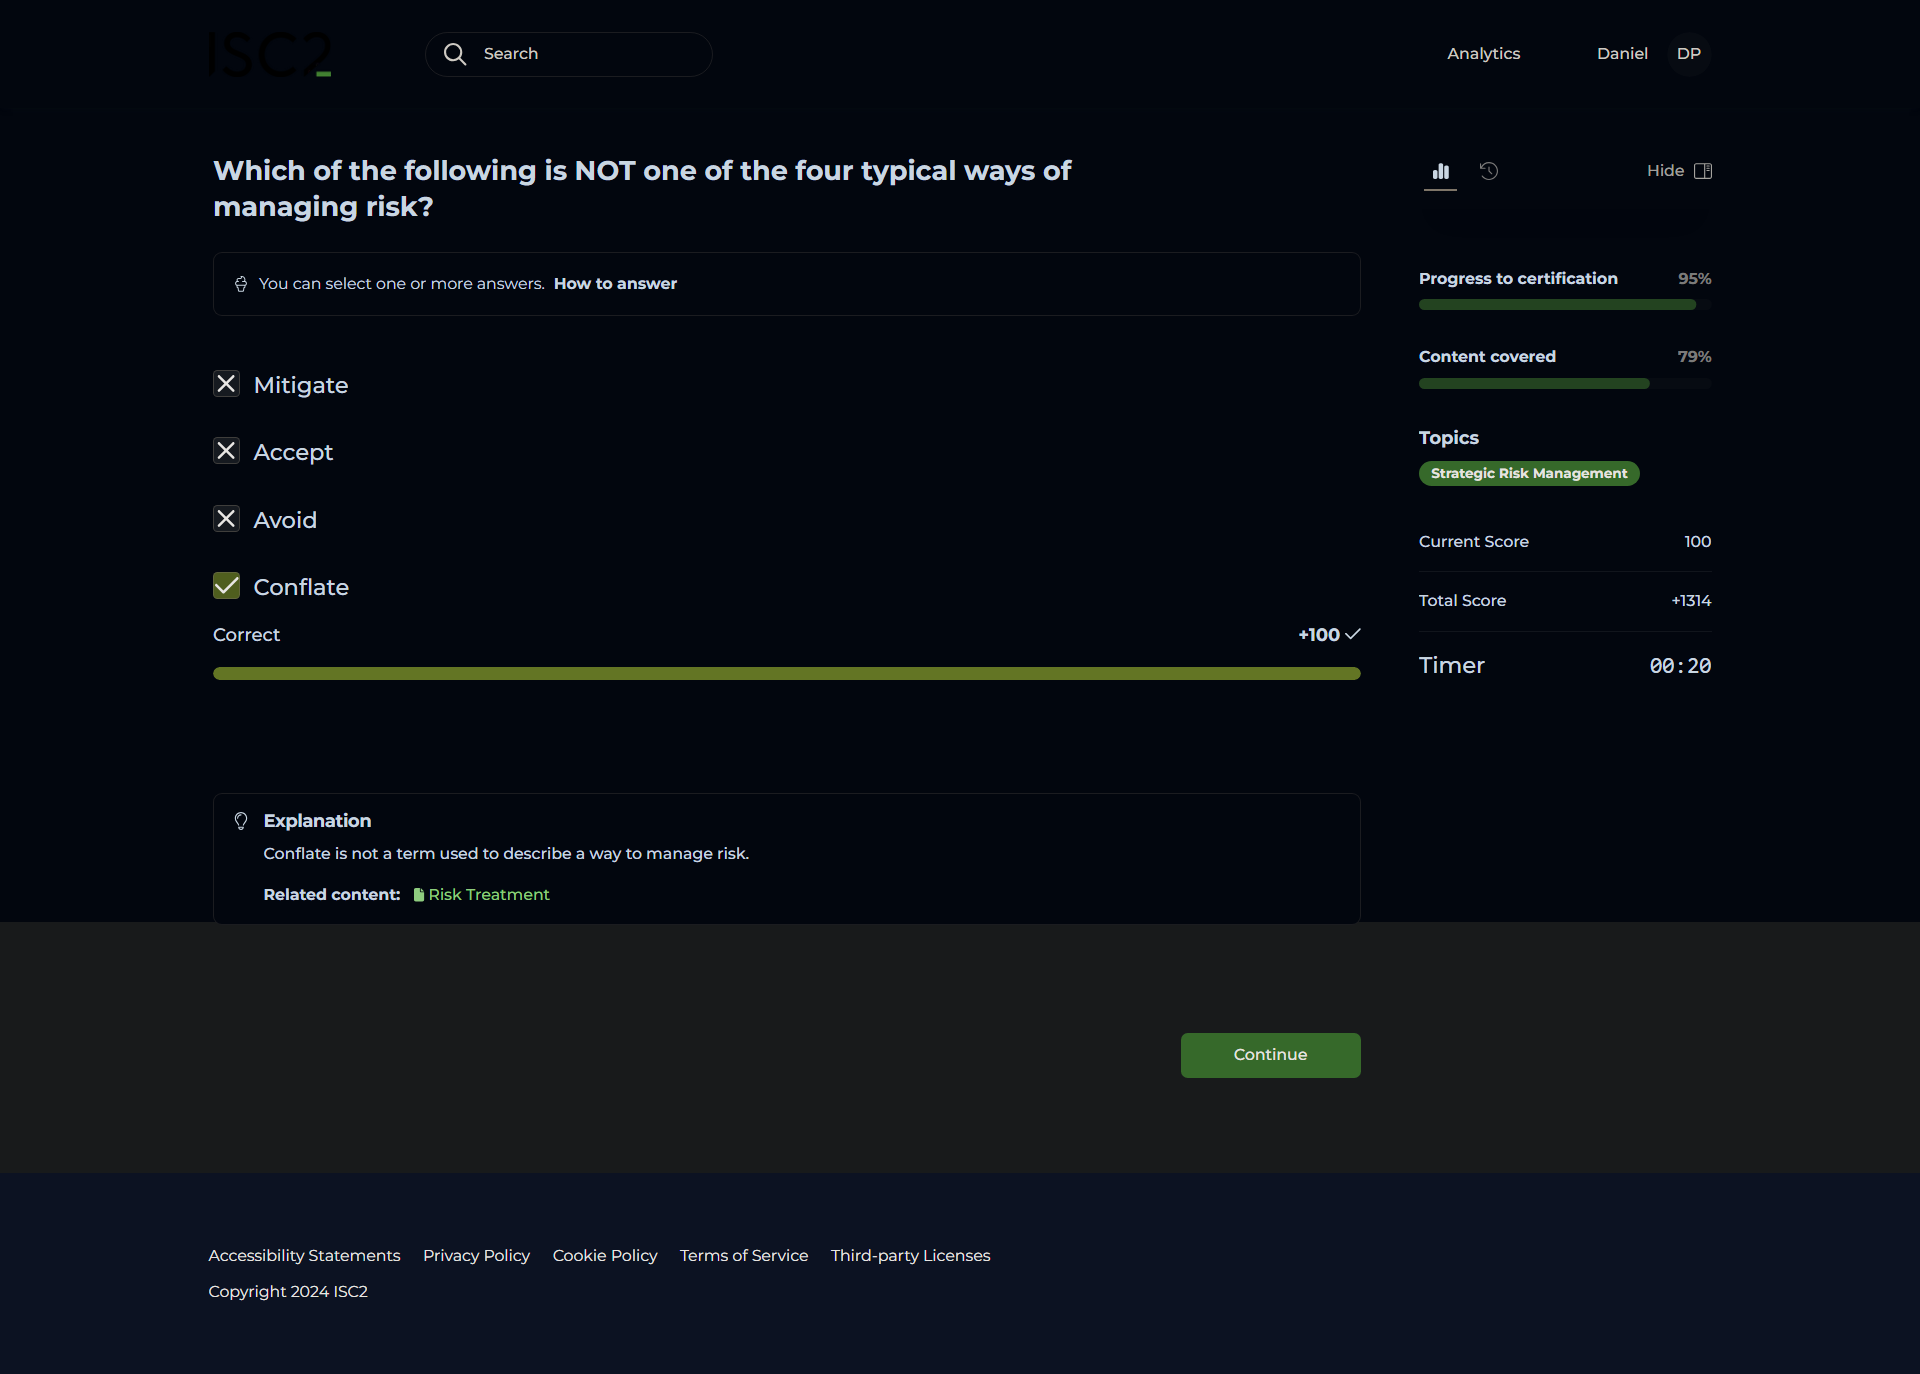 ISC2
Search
Analytics
Daniel
DP
Which of the following is NOT one of the four typical ways of
managing risk?
You can select one or more answers. How to answer
Mitigate
Accept
Avoid
Conflate
Correct
+100
Explanation
Conflate is not a term used to describe a way to manage risk.
Related content: Risk Treatment
Continue
Hide
Progress to certification 95%
Content covered 79%
Topics
Strategic Risk Management
Current Score 100
Total Score +1314
Timer 00:20
Accessibility Statements Privacy Policy Cookie Policy Terms of Service Third-party Licenses
Copyright 2024 ISC2